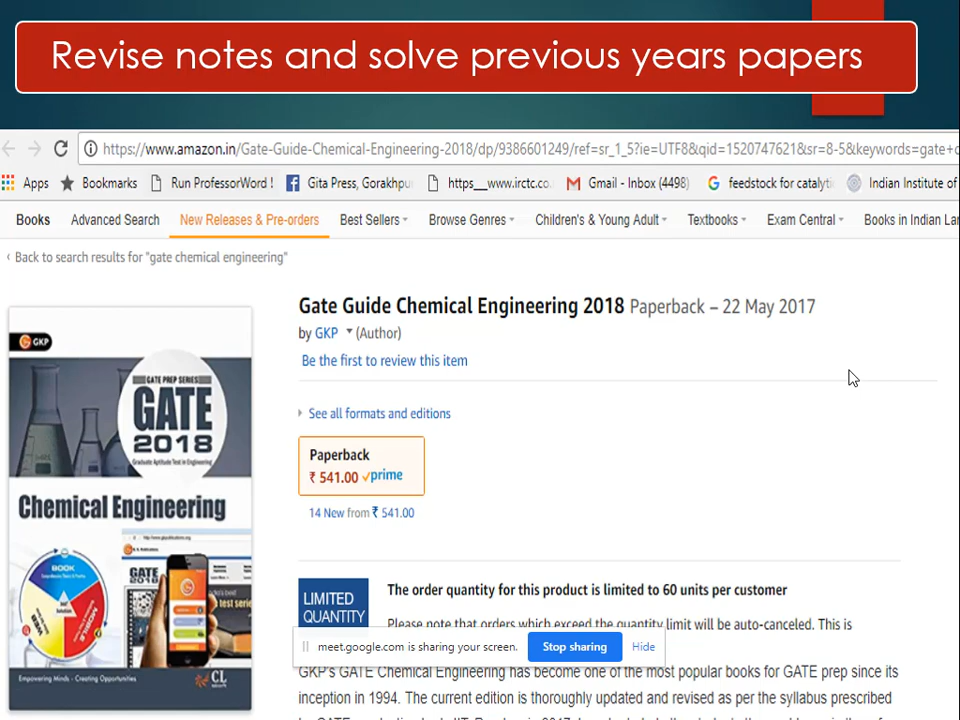 Revise notes and solve previous years papers
https://www.amazon.in/Gate-Guide-Chemical-Engineering-2018/dp/9386601249/ref=sr_1_5?ie=UTF8&qid=1520747621&sr=8-5&keywords=gate+c
Apps Bookmarks Run ProfessorWord ! Gita Press, Gorakhpu https__www.irctc.co. Gmail - Inbox (4498) feedstock for catalyti Indian Institute of
Books Advanced Search New Releases & Pre-orders Best Sellers Browse Genres Children's & Young Adult Textbooks Exam Central Books in Indian Lan
‹ Back to search results for "gate chemical engineering"
Gate Guide Chemical Engineering 2018 Paperback – 22 May 2017
by GKP (Author)
Be the first to review this item
See all formats and editions
Paperback
₹ 541.00 prime
14 New from ₹ 541.00
GKP
GATE PREP SERIES
GATE
2018
Graduate Aptitude Test in Engineering
Chemical Engineering
BOOK
MOBILE
WEB
GATE
2018
test series
Empowering Minds - Creating Opportunities
CL
LIMITED
QUANTITY
The order quantity for this product is limited to 60 units per customer
Please note that orders which exceed the quantity limit will be auto-canceled. This is
meet.google.com is sharing your screen. Stop sharing Hide
GKP's GATE Chemical Engineering has become one of the most popular books for GATE prep since its
inception in 1994. The current edition is thoroughly updated and revised as per the syllabus prescribed